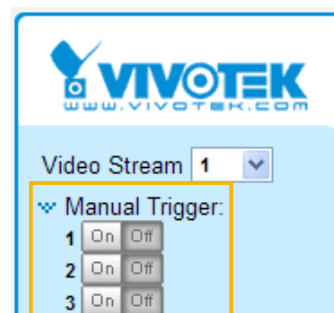 VIVOTEK
www.vivotek.com
Video Stream 1
Manual Trigger:
1 On Off
2 On Off
3 On Off